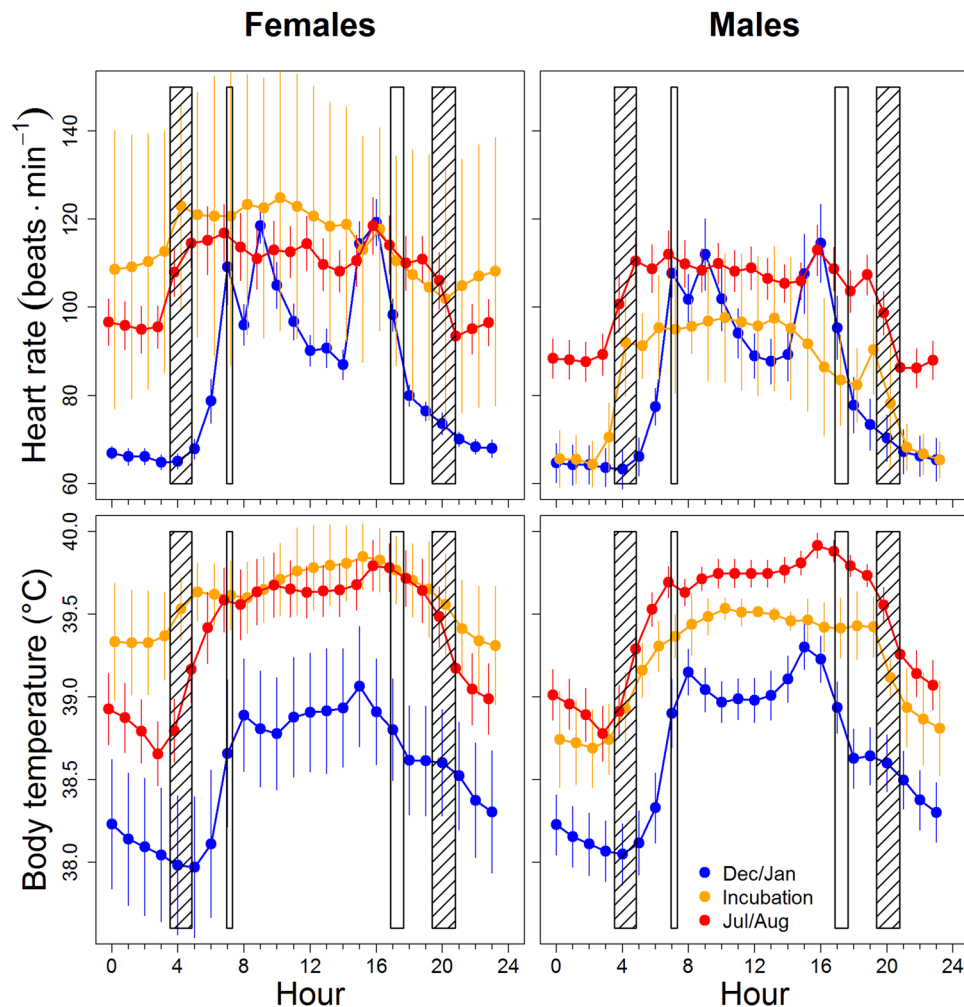 Females Males
Heart rate (beats · min⁻¹)
140
120
100
80
60
Body temperature (°C)
40.0
39.5
39.0
38.5
38.0
Dec/Jan
Incubation
Jul/Aug
0 4 8 12 16 20 24 0 4 8 12 16 20 24
Hour Hour